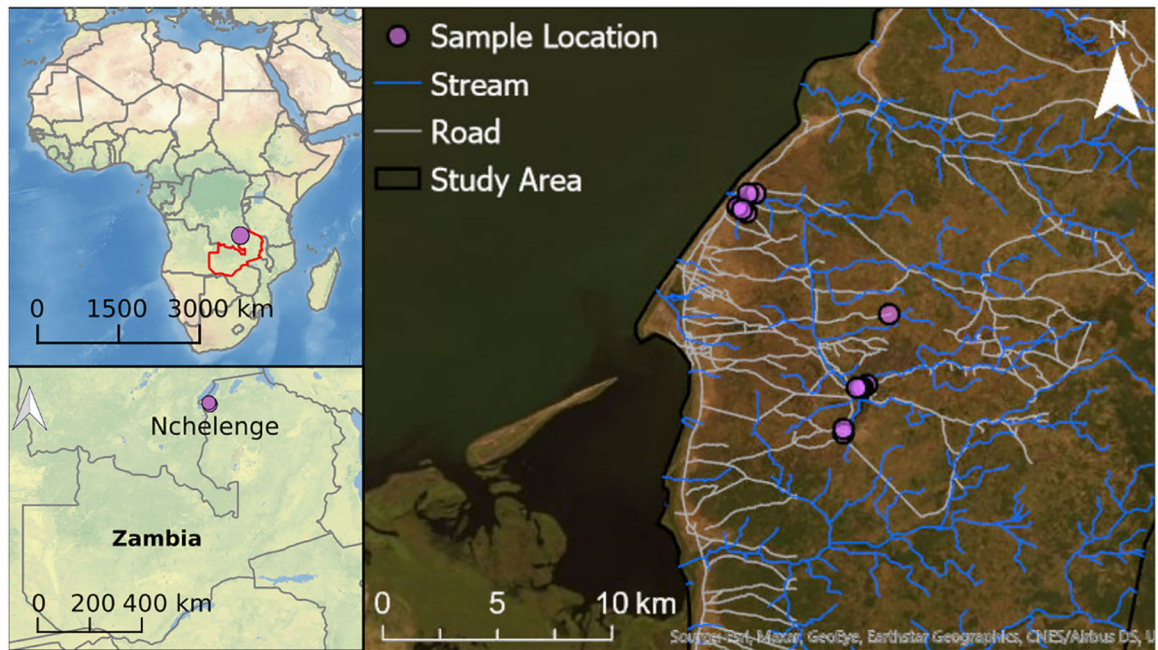 0 1500 3000 km
Nchelenge
Zambia
0 200 400 km
Sample Location
Stream
Road
Study Area
N
0 5 10 km
Source: Esri, Maxar, GeoEye, Earthstar Geographics, CNES/Airbus DS, U